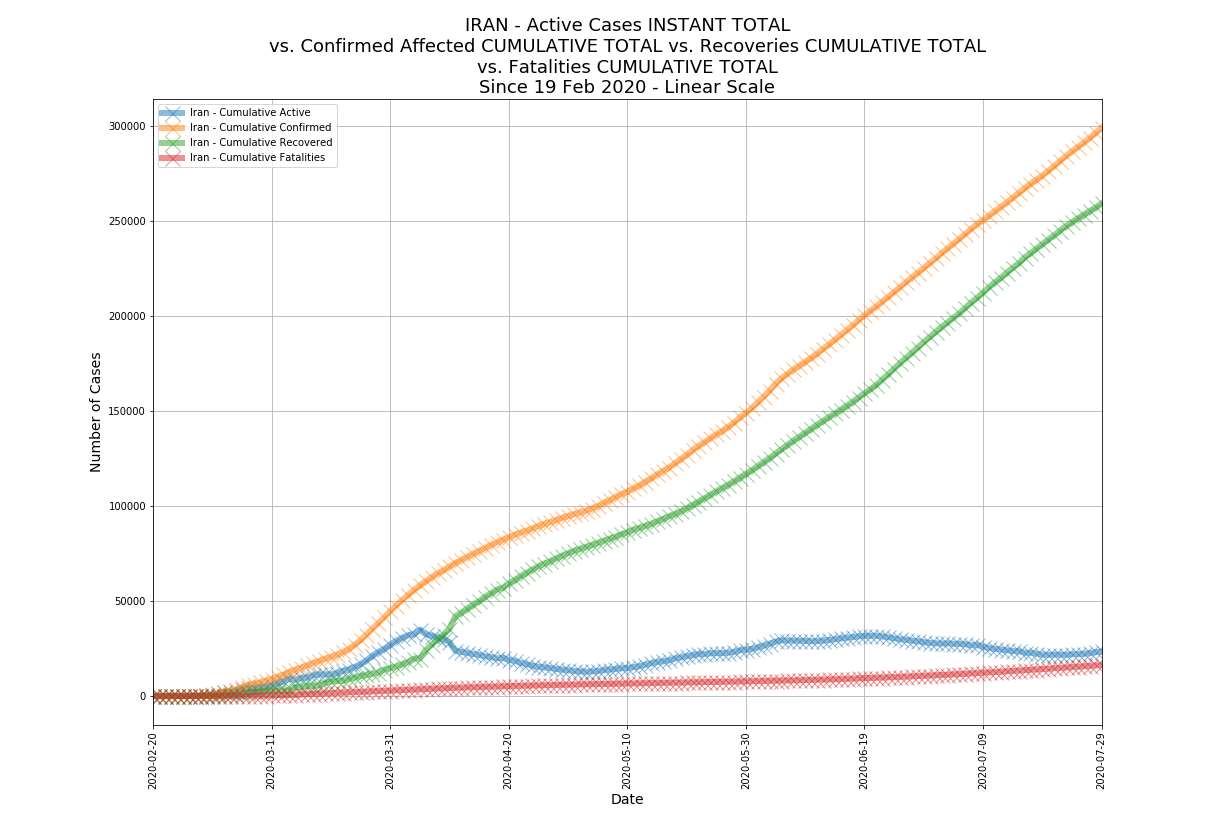 IRAN - Active Cases INSTANT TOTAL
vs. Confirmed Affected CUMULATIVE TOTAL vs. Recoveries CUMULATIVE TOTAL
vs. Fatalities CUMULATIVE TOTAL
Since 19 Feb 2020 - Linear Scale
Iran - Cumulative Active
Iran - Cumulative Confirmed
Iran - Cumulative Recovered
Iran - Cumulative Fatalities
Number of Cases
300000
250000
200000
150000
100000
50000
0
2020-02-20
2020-03-11
2020-03-31
2020-04-20
2020-05-10
2020-05-30
2020-06-19
2020-07-09
2020-07-29
Date